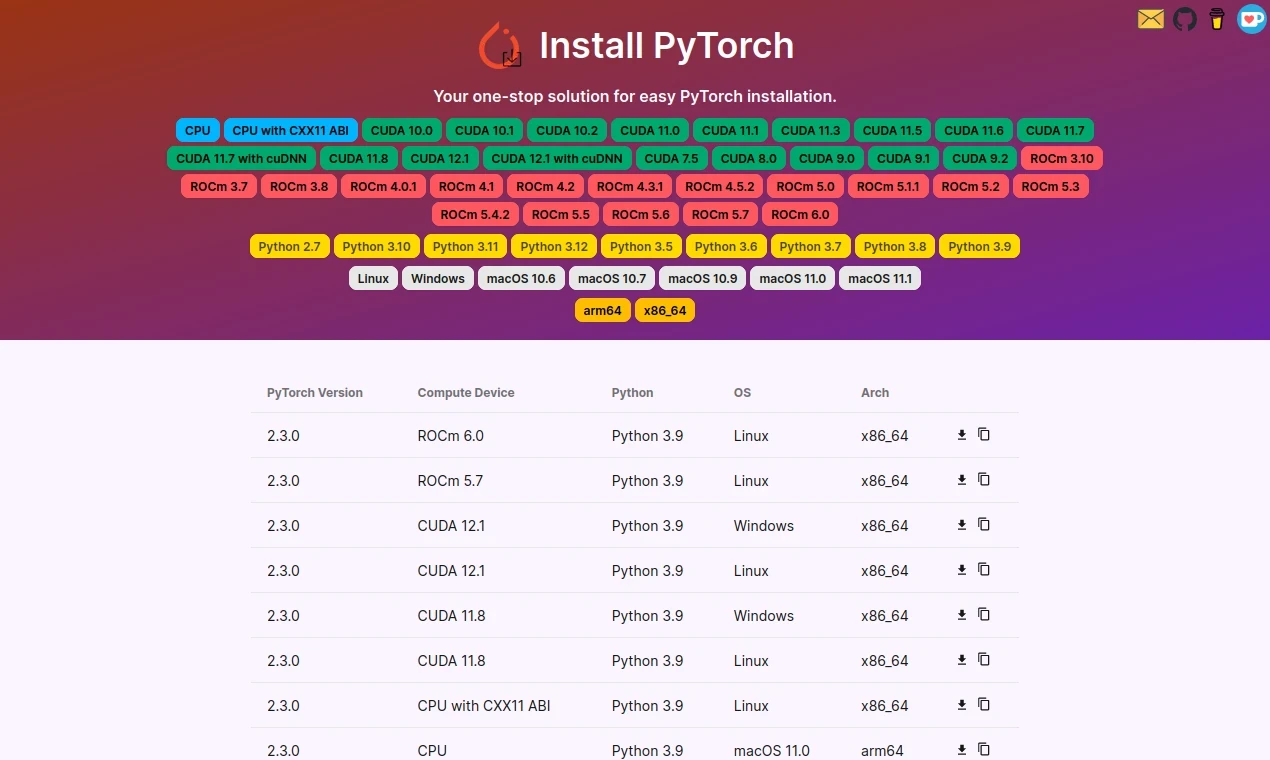 Install PyTorch
Your one-stop solution for easy PyTorch installation.
CPU CPU with CXX11 ABI CUDA 10.0 CUDA 10.1 CUDA 10.2 CUDA 11.0 CUDA 11.1 CUDA 11.3 CUDA 11.5 CUDA 11.6 CUDA 11.7
CUDA 11.7 with cuDNN CUDA 11.8 CUDA 12.1 CUDA 12.1 with cuDNN CUDA 7.5 CUDA 8.0 CUDA 9.0 CUDA 9.1 CUDA 9.2 ROCm 3.10
ROCm 3.7 ROCm 3.8 ROCm 4.0.1 ROCm 4.1 ROCm 4.2 ROCm 4.3.1 ROCm 4.5.2 ROCm 5.0 ROCm 5.1.1 ROCm 5.2 ROCm 5.3
ROCm 5.4.2 ROCm 5.5 ROCm 5.6 ROCm 5.7 ROCm 6.0
Python 2.7 Python 3.10 Python 3.11 Python 3.12 Python 3.5 Python 3.6 Python 3.7 Python 3.8 Python 3.9
Linux Windows macOS 10.6 macOS 10.7 macOS 10.9 macOS 11.0 macOS 11.1
arm64 x86_64
PyTorch Version Compute Device Python OS Arch
2.3.0 ROCm 6.0 Python 3.9 Linux x86_64
2.3.0 ROCm 5.7 Python 3.9 Linux x86_64
2.3.0 CUDA 12.1 Python 3.9 Windows x86_64
2.3.0 CUDA 12.1 Python 3.9 Linux x86_64
2.3.0 CUDA 11.8 Python 3.9 Windows x86_64
2.3.0 CUDA 11.8 Python 3.9 Linux x86_64
2.3.0 CPU with CXX11 ABI Python 3.9 Linux x86_64
2.3.0 CPU Python 3.9 macOS 11.0 arm64